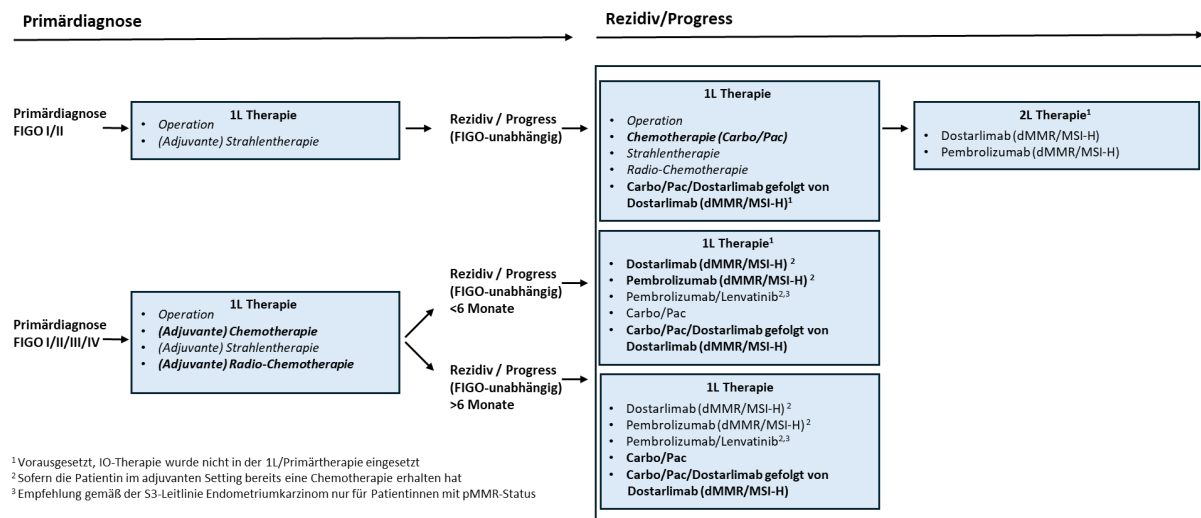 Primärdiagnose
Rezidiv/Progress
Primärdiagnose
FIGO I/II
1L Therapie
• Operation
• (Adjuvante) Strahlentherapie
Rezidiv / Progress
(FIGO-unabhängig)
1L Therapie
• Operation
• Chemotherapie (Carbo/Pac)
• Strahlentherapie
• Radio-Chemotherapie
• Carbo/Pac/Dostarlimab gefolgt von
Dostarlimab (dMMR/MSI-H)¹
2L Therapie¹
• Dostarlimab (dMMR/MSI-H)
• Pembrolizumab (dMMR/MSI-H)
Primärdiagnose
FIGO I/II/III/IV
1L Therapie
• Operation
• (Adjuvante) Chemotherapie
• (Adjuvante) Strahlentherapie
• (Adjuvante) Radio-Chemotherapie
Rezidiv / Progress
(FIGO-unabhängig)
<6 Monate
1L Therapie¹
• Dostarlimab (dMMR/MSI-H) ²
• Pembrolizumab (dMMR/MSI-H) ²
• Pembrolizumab/Lenvatinib²,³
• Carbo/Pac
• Carbo/Pac/Dostarlimab gefolgt von
Dostarlimab (dMMR/MSI-H)
Rezidiv / Progress
(FIGO-unabhängig)
>6 Monate
1L Therapie
• Dostarlimab (dMMR/MSI-H) ²
• Pembrolizumab (dMMR/MSI-H) ²
• Pembrolizumab/Lenvatinib²,³
• Carbo/Pac
• Carbo/Pac/Dostarlimab gefolgt von
Dostarlimab (dMMR/MSI-H)
¹ Vorausgesetzt, IO-Therapie wurde nicht in der 1L/Primärtherapie eingesetzt
² Sofern die Patientin im adjuvanten Setting bereits eine Chemotherapie erhalten hat
³ Empfehlung gemäß der S3-Leitlinie Endometriumkarzinom nur für Patientinnen mit pMMR-Status